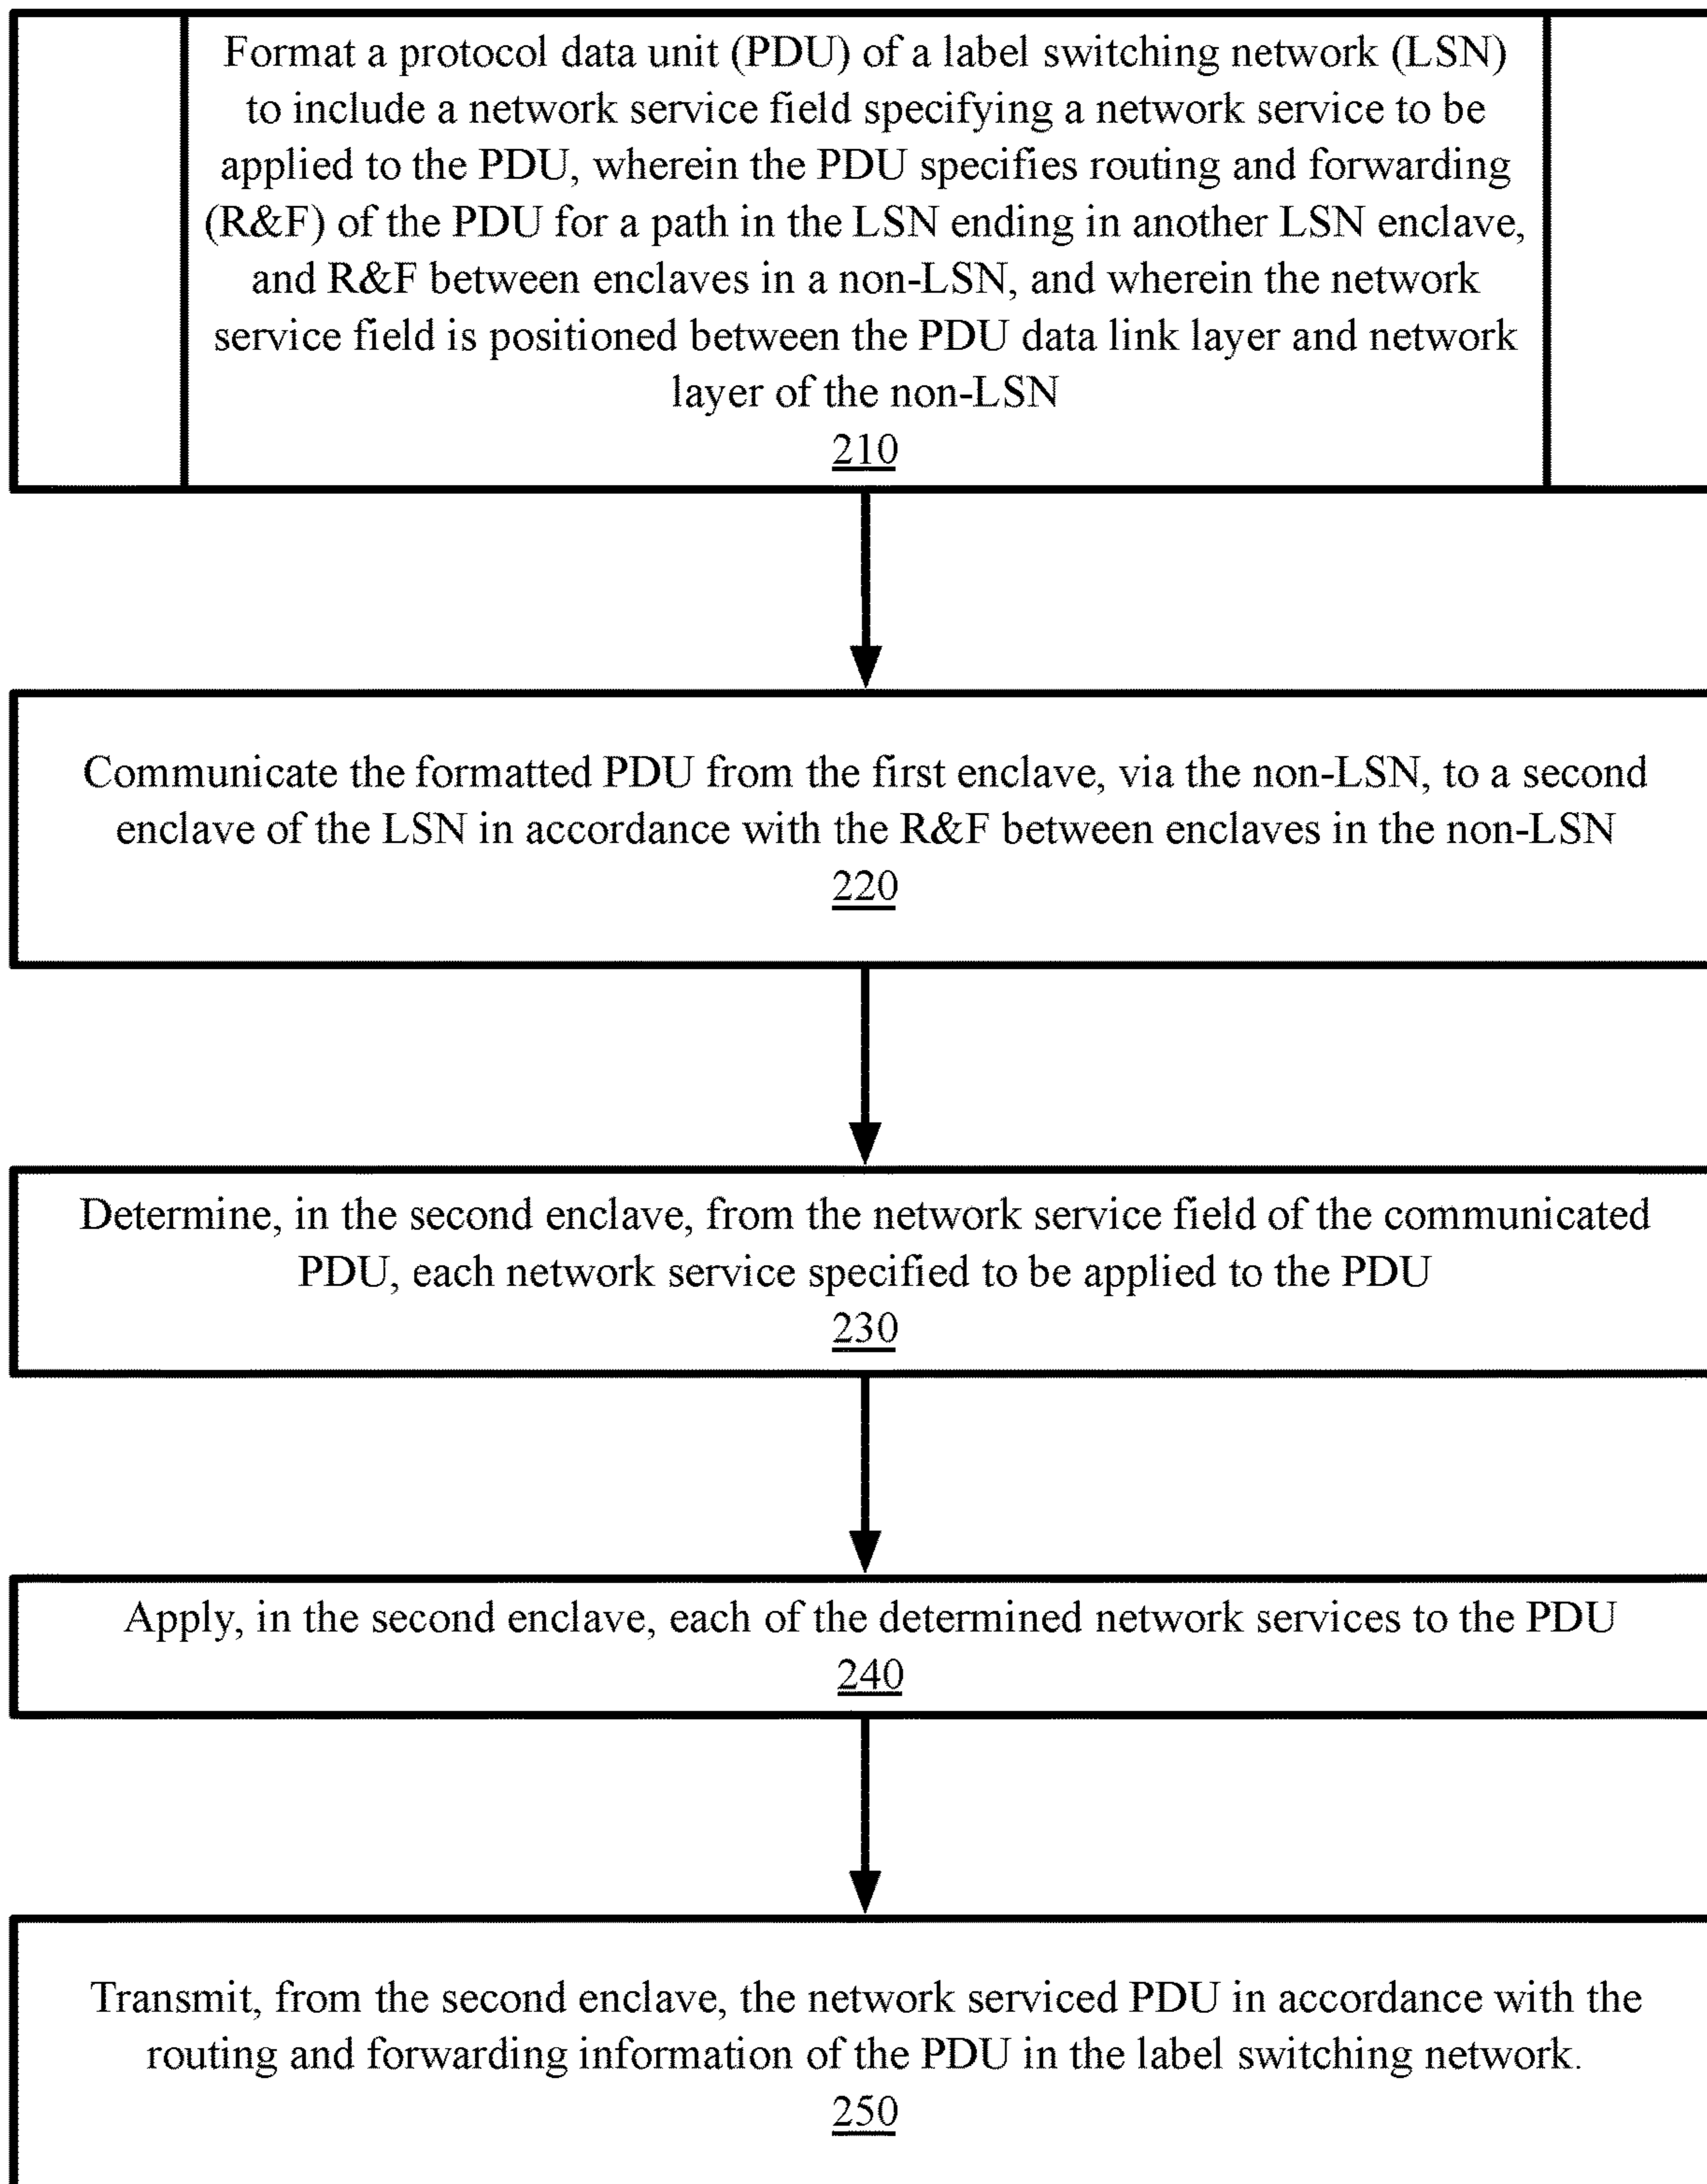 Format a protocol data unit (PDU) of a label switching network (LSN)
to include a network service field specifying a network service to be
applied to the PDU, wherein the PDU specifies routing and forwarding
(R&F) of the PDU for a path in the LSN ending in another LSN enclave,
and R&F between enclaves in a non-LSN, and wherein the network
service field is positioned between the PDU data link layer and network
layer of the non-LSN
210
Communicate the formatted PDU from the first enclave, via the non-LSN, to a second
enclave of the LSN in accordance with the R&F between enclaves in the non-LSN
220
Determine, in the second enclave, from the network service field of the communicated
PDU, each network service specified to be applied to the PDU
230
Apply, in the second enclave, each of the determined network services to the PDU
240
Transmit, from the second enclave, the network serviced PDU in accordance with the
routing and forwarding information of the PDU in the label switching network.
250